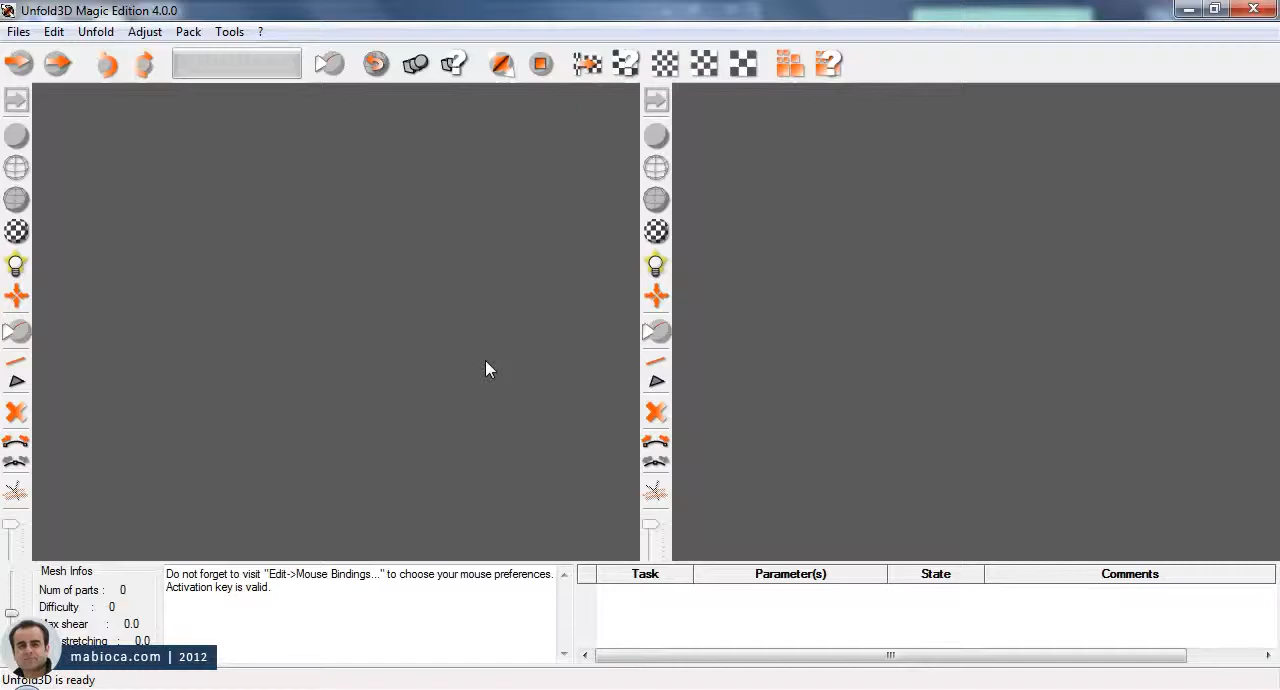 Unfold3D Magic Edition 4.0.0
Files Edit Unfold Adjust Pack Tools ?
Mesh Infos
Num of parts : 0
Difficulty : 0
Max shear : 0.0
stretching : 0.0
Do not forget to visit "Edit->Mouse Bindings..." to choose your mouse preferences.
Activation key is valid.
Task Parameter(s) State Comments
mabioca.com | 2012
Unfold3D is ready